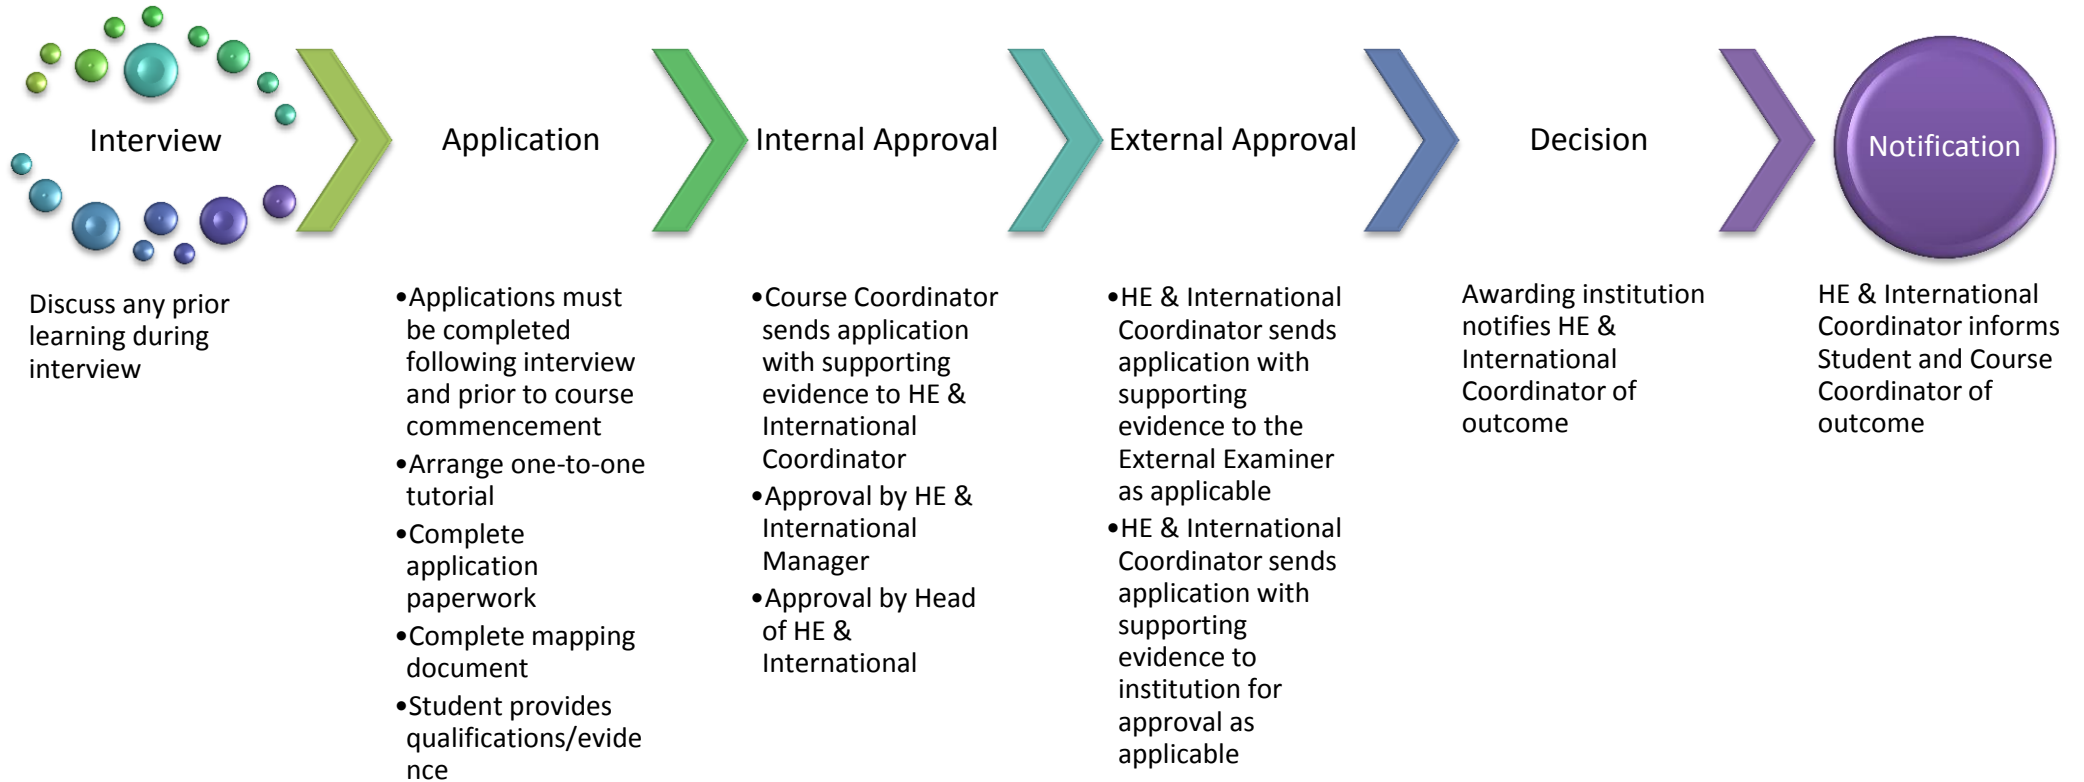 Interview
Application
Internal Approval
External Approval
Decision
Notification
Discuss any prior
learning during
interview
•Applications must
be completed
following interview
and prior to course
commencement
•Arrange one-to-one
tutorial
•Complete
application
paperwork
•Complete mapping
document
•Student provides
qualifications/evide
nce
•Course Coordinator
sends application
with supporting
evidence to HE &
International
Coordinator
•Approval by HE &
International
Manager
•Approval by Head
of HE &
International
•HE & International
Coordinator sends
application with
supporting
evidence to the
External Examiner
as applicable
•HE & International
Coordinator sends
application with
supporting
evidence to
institution for
approval as
applicable
Awarding institution
notifies HE &
International
Coordinator of
outcome
HE & International
Coordinator informs
Student and Course
Coordinator of
outcome